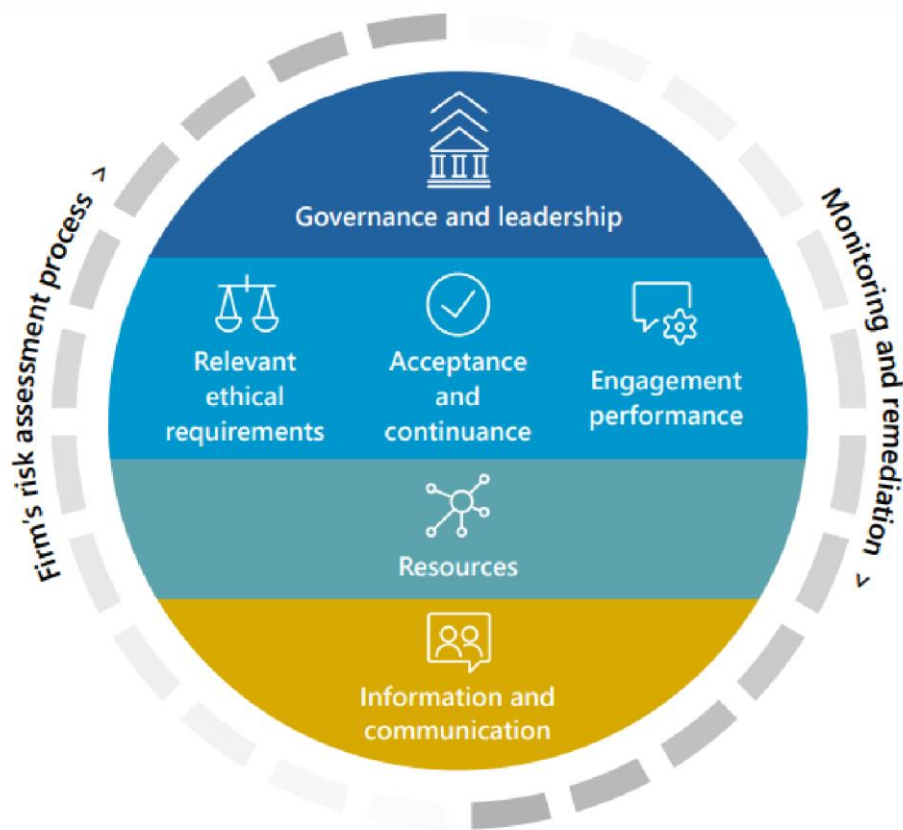 Governance and leadership
Relevant
ethical
requirements
Acceptance
and
continuance
Engagement
performance
Resources
Information and
communication
Firm's risk assessment process >
Monitoring and remediation >